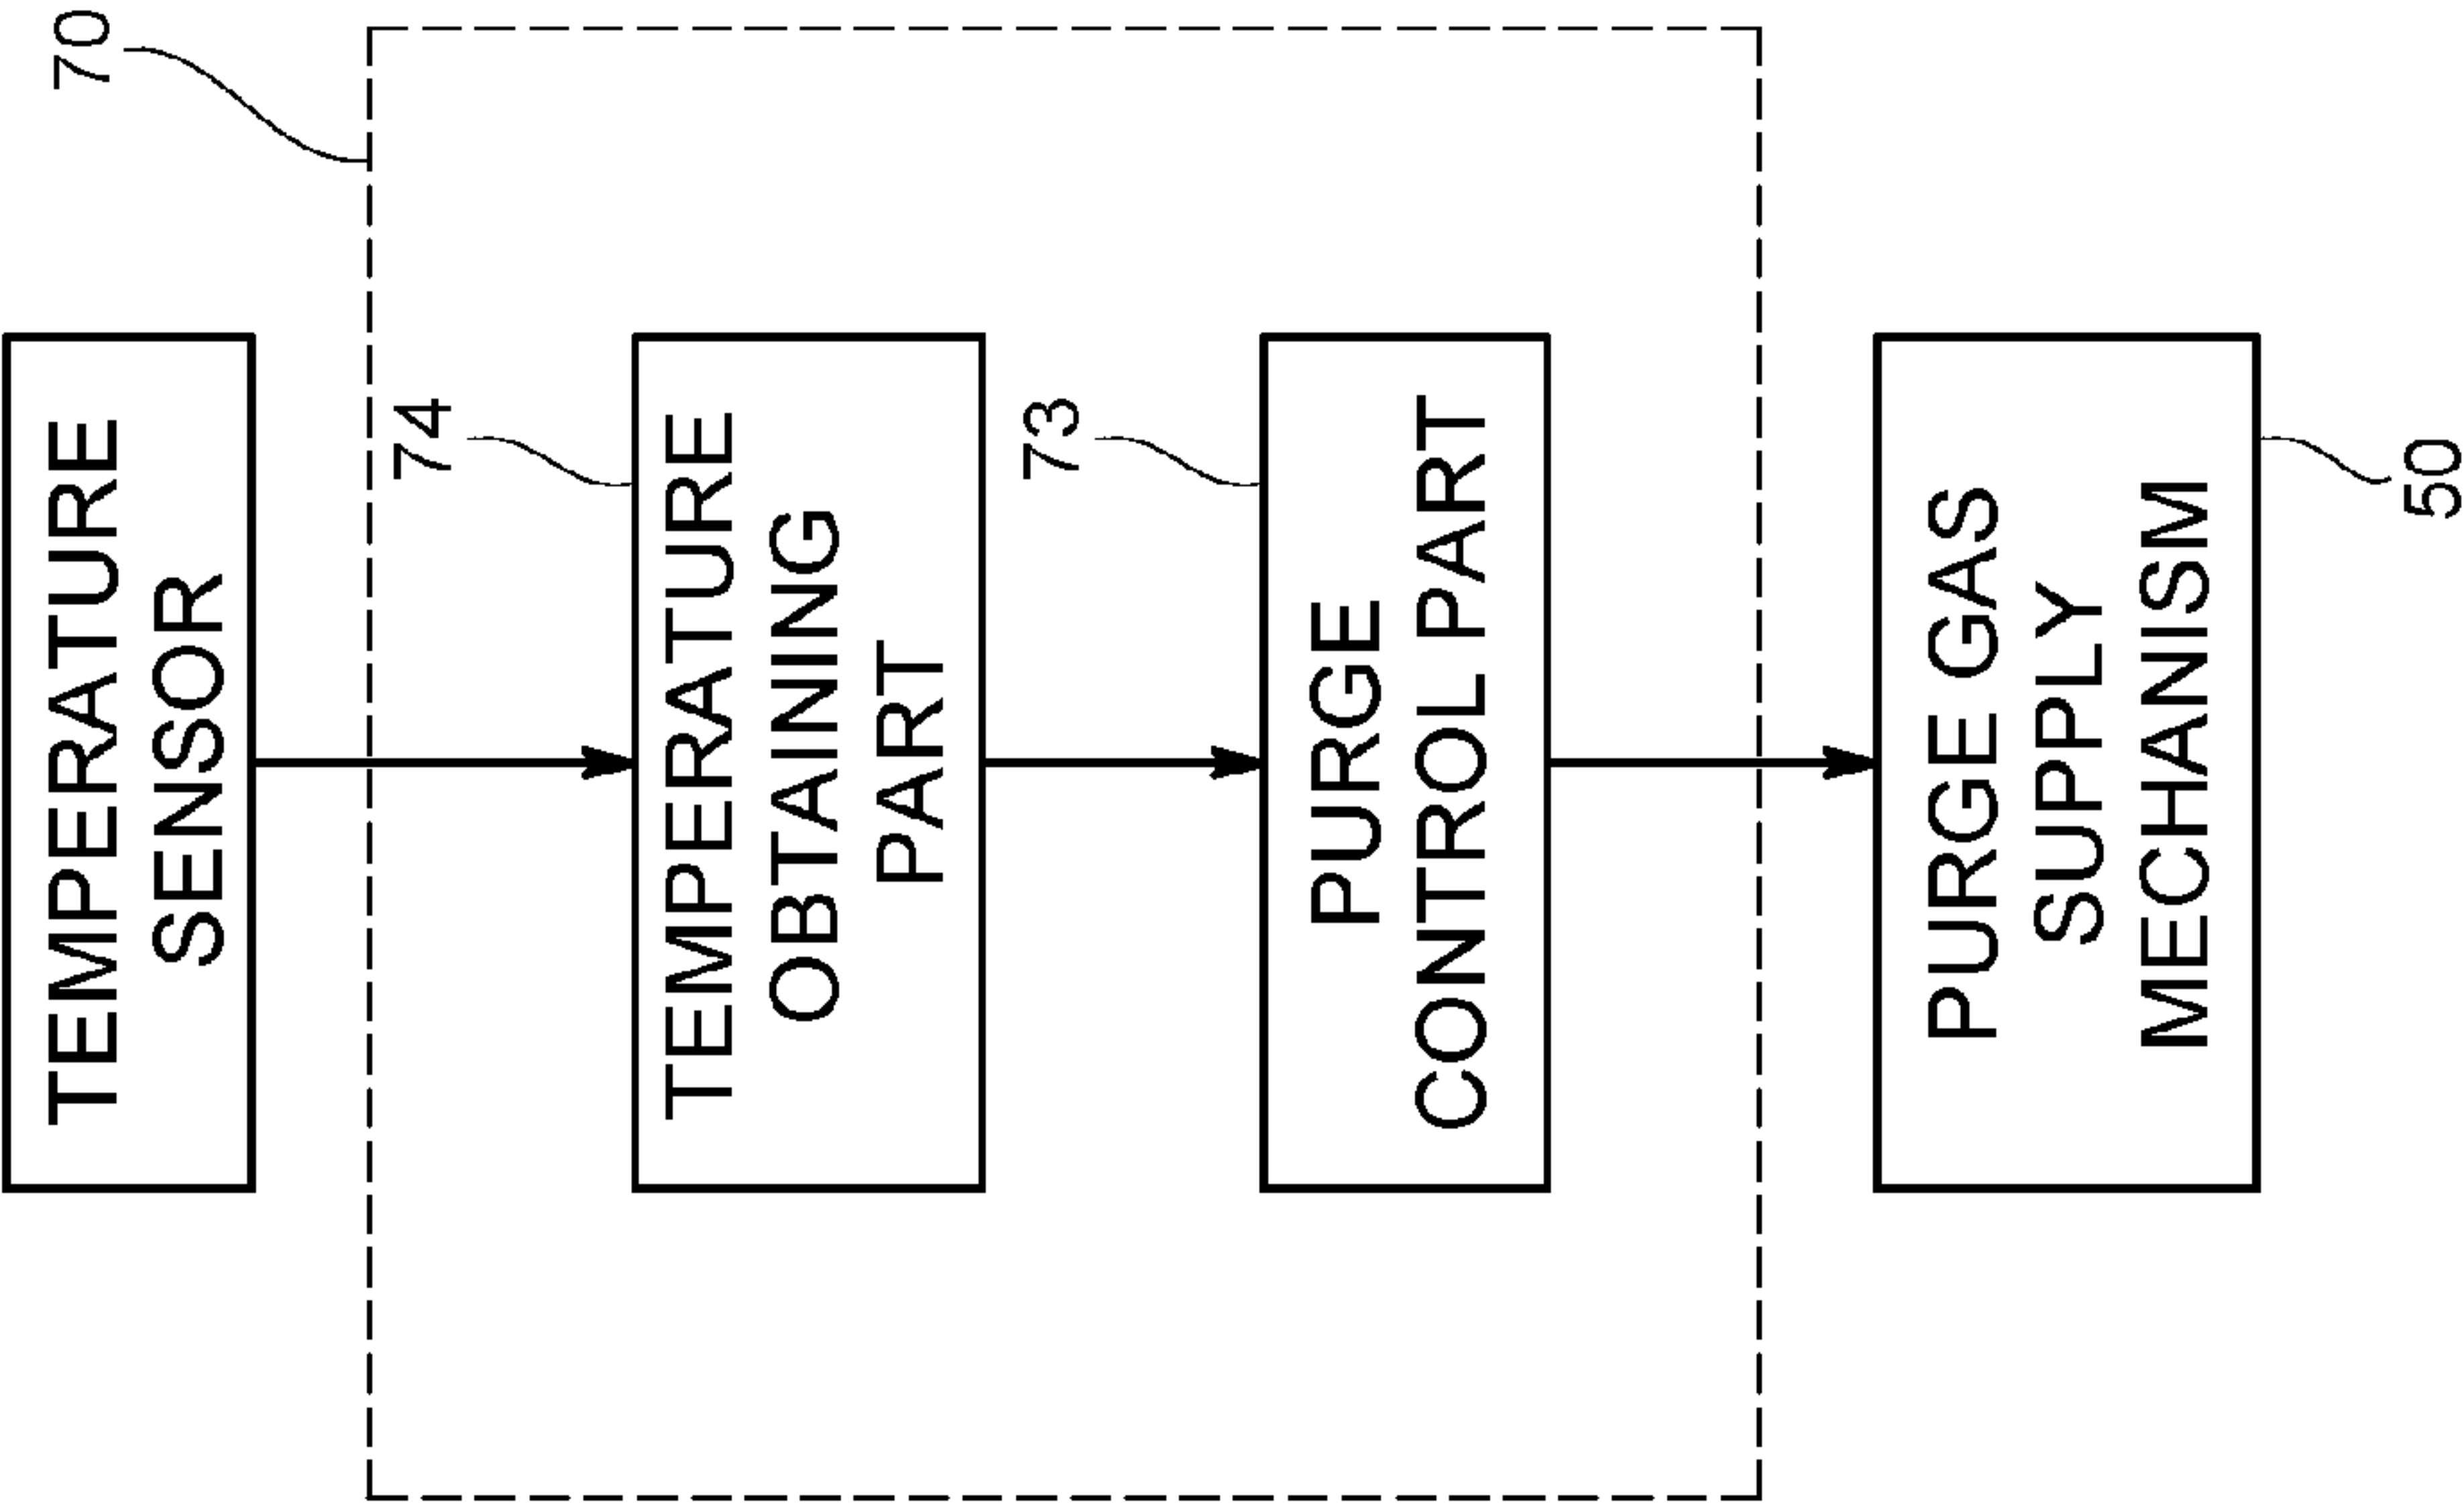 70
TEMPERATURE
SENSOR
74
TEMPERATURE
OBTAINING
PART
73
PURGE
CONTROL PART
PURGE GAS
SUPPLY
MECHANISM
50